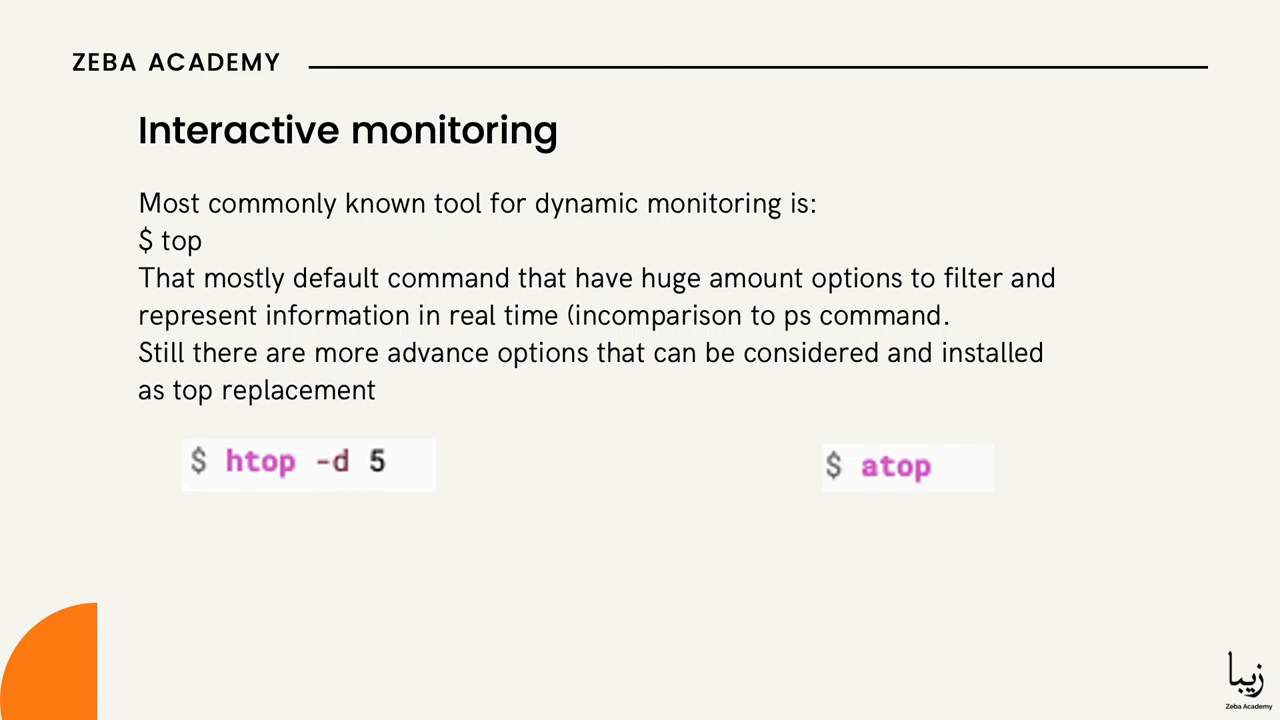 ZEBA ACADEMY
Interactive monitoring
Most commonly known tool for dynamic monitoring is:
$ top
That mostly default command that have huge amount options to filter and
represent information in real time (incomparison to ps command.
Still there are more advance options that can be considered and installed
as top replacement
$ htop -d 5
$ atop
زيبا
Zeba Academy